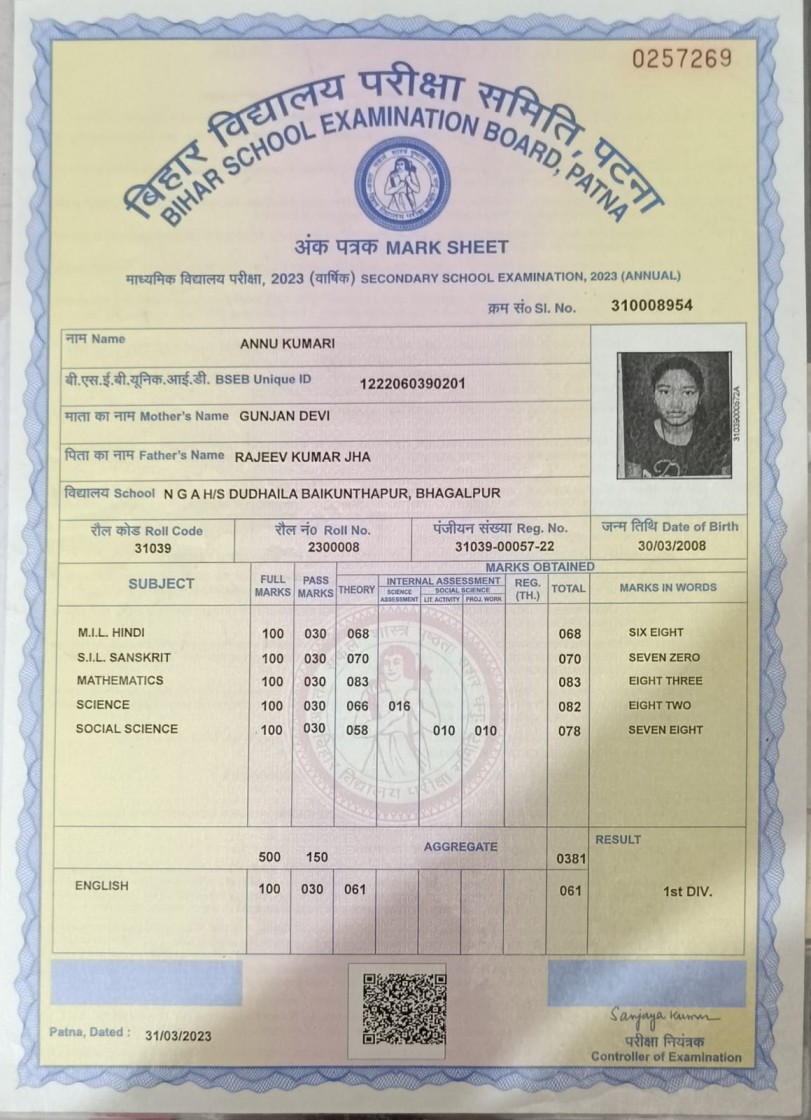 0257269
बिहार विद्यालय परीक्षा समिति, पटना
BIHAR SCHOOL EXAMINATION BOARD, PATNA
अंक पत्रक MARK SHEET
माध्यमिक विद्यालय परीक्षा, 2023 (वार्षिक) SECONDARY SCHOOL EXAMINATION, 2023 (ANNUAL)
क्रम सं० Sl. No. 310008954
नाम Name ANNU KUMARI
बी.एस.ई.बी.यूनिक.आई.डी. BSEB Unique ID 1222060390201
माता का नाम Mother's Name GUNJAN DEVI
पिता का नाम Father's Name RAJEEV KUMAR JHA
विद्यालय School N G A H/S DUDHAILA BAIKUNTHAPUR, BHAGALPUR
रौल कोड Roll Code रौल नं० Roll No. पंजीयन संख्या Reg. No. जन्म तिथि Date of Birth
31039 2300008 31039-00057-22 30/03/2008
MARKS OBTAINED
SUBJECT FULL MARKS PASS MARKS THEORY INTERNAL ASSESSMENT REG. (TH.) TOTAL MARKS IN WORDS
SCIENCE ASSESSMENT SOCIAL SCIENCE
LIT.ACTIVITY PROJ. WORK
M.I.L. HINDI 100 030 068 068 SIX EIGHT
S.I.L. SANSKRIT 100 030 070 070 SEVEN ZERO
MATHEMATICS 100 030 083 083 EIGHT THREE
SCIENCE 100 030 066 016 082 EIGHT TWO
SOCIAL SCIENCE 100 030 058 010 010 078 SEVEN EIGHT
500 150 AGGREGATE 0381 RESULT
ENGLISH 100 030 061 061 1st DIV.
Patna, Dated : 31/03/2023
Sanjaya Kumar
परीक्षा नियंत्रक
Controller of Examination